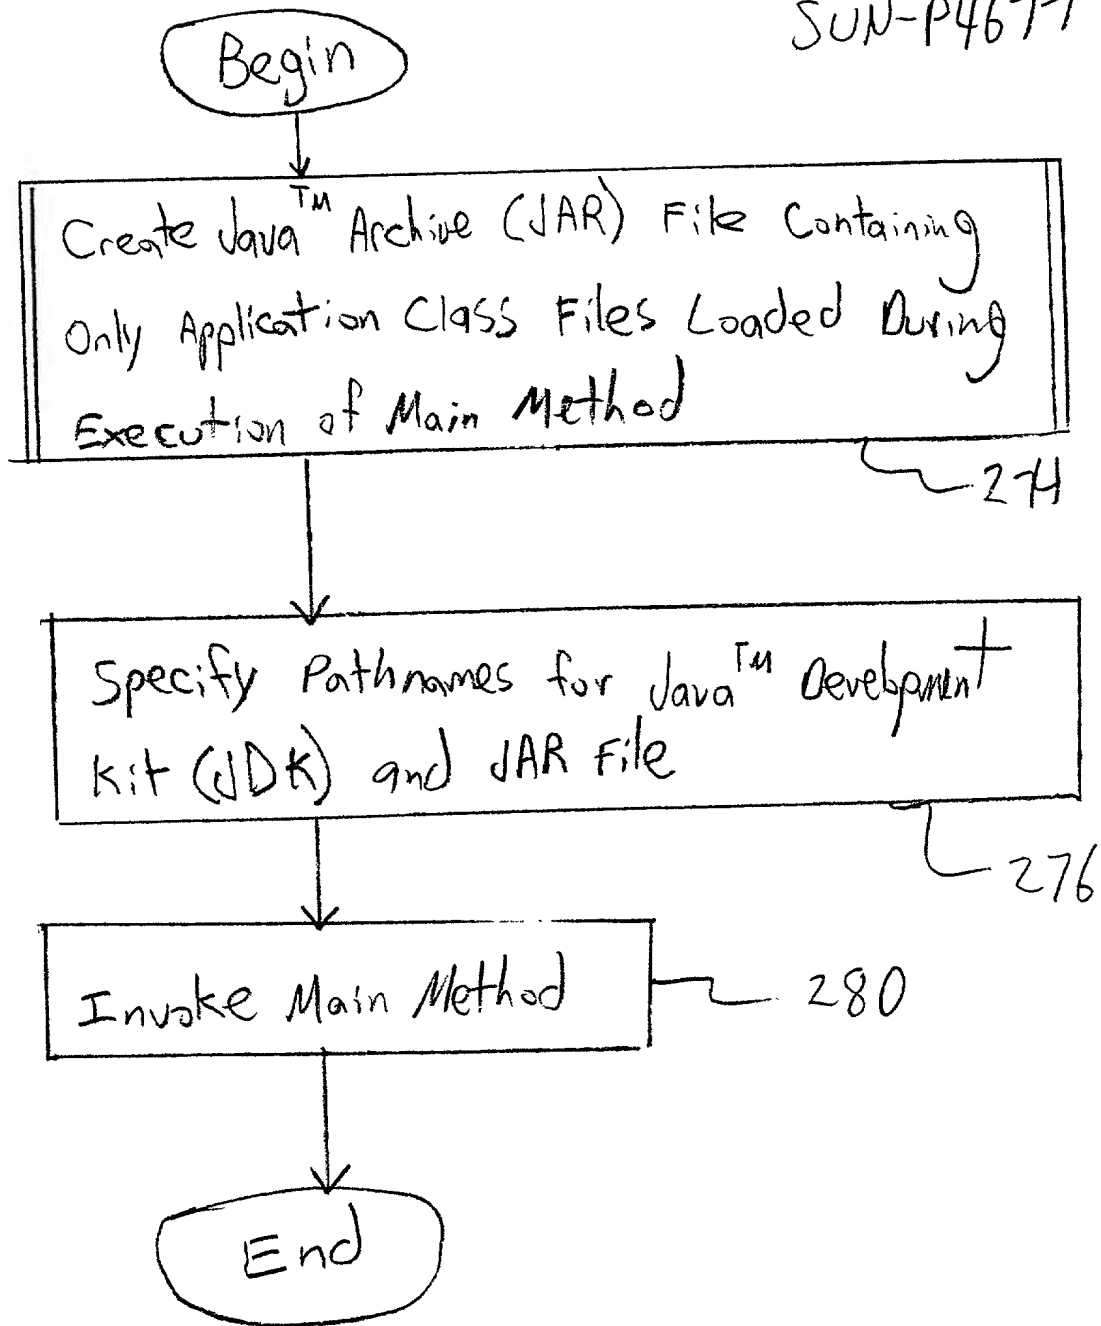 SUN-P4677
Begin
Create Java™ Archive (JAR) File Containing
Only Application Class Files Loaded During
Execution of Main Method
274
Specify Pathnames for Java™ Development
Kit (JDK) and JAR File
276
Invoke Main Method
280
End